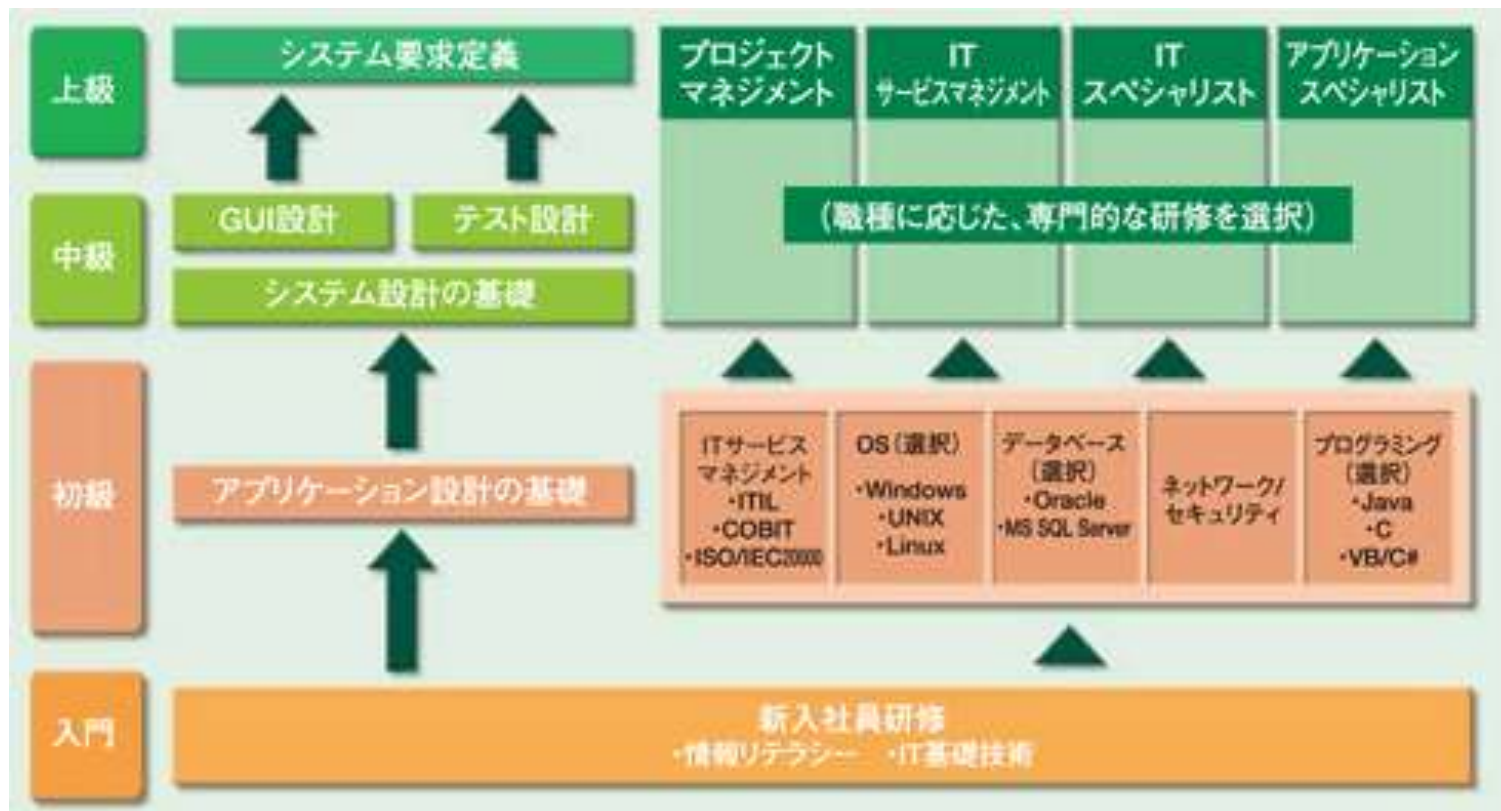 上級
システム要求定義
プロジェクト
マネジメント
IT
サービスマネジメント
IT
スペシャリスト
アプリケーション
スペシャリスト
中級
GUI設計
テスト設計
システム設計の基礎
(職種に応じた、専門的な研修を選択)
初級
アプリケーション設計の基礎
ITサービス
マネジメント
・ITIL
・COBIT
・ISO/IEC20000
OS(選択)
・Windows
・UNIX
・Linux
データベース
(選択)
・Oracle
・MS SQL Server
ネットワーク/
セキュリティ
プログラミング
(選択)
・Java
・C
・VB/C#
入門
新入社員研修
・情報リテラシー ・IT基礎技術